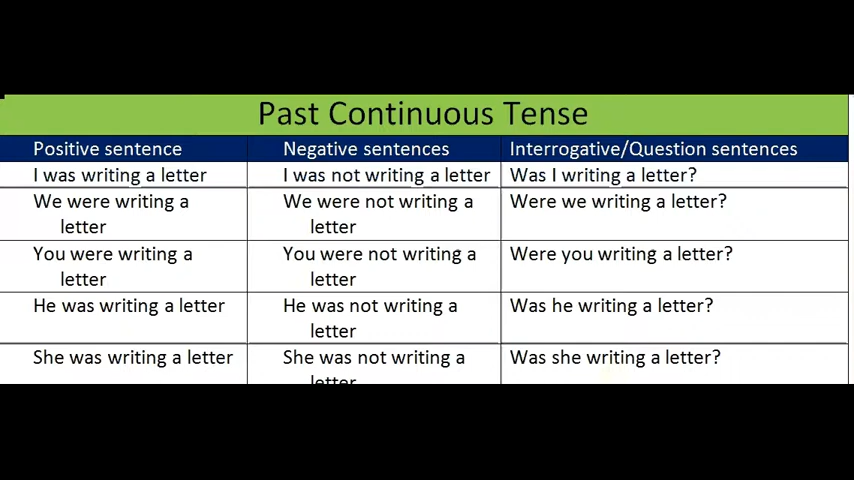 Past Continuous Tense
Positive sentence Negative sentences Interrogative/Question sentences
I was writing a letter I was not writing a letter Was I writing a letter?
We were writing a We were not writing a Were we writing a letter?
letter letter
You were writing a You were not writing a Were you writing a letter?
letter letter
He was writing a letter He was not writing a Was he writing a letter?
letter
She was writing a letter She was not writing a Was she writing a letter?
letter